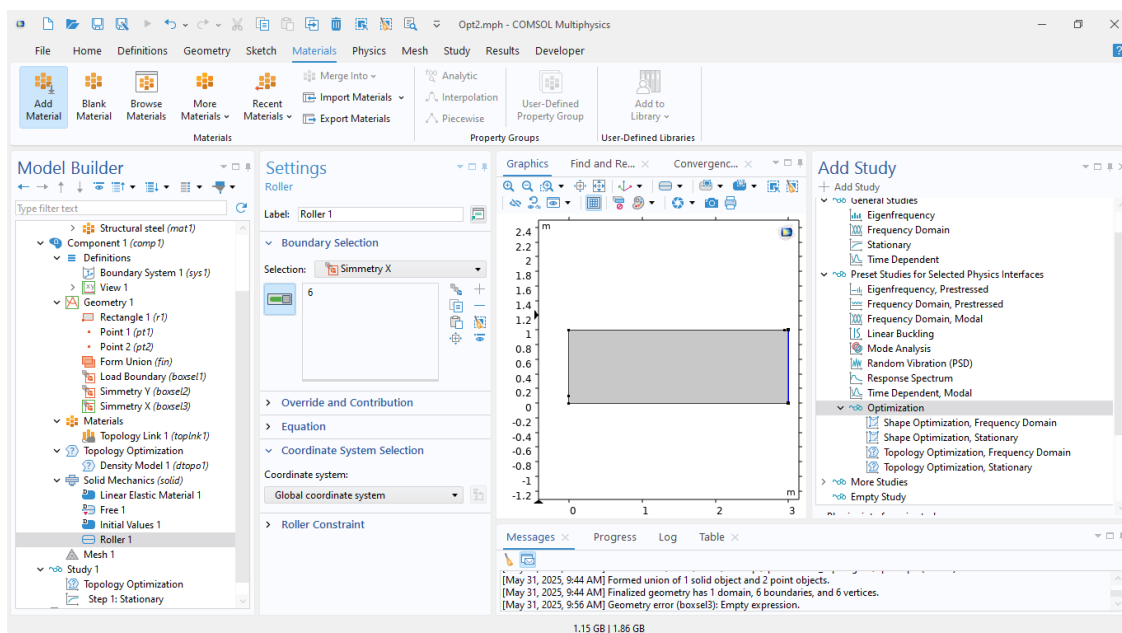 Opt2.mph - COMSOL Multiphysics
File Home Definitions Geometry Sketch Materials Physics Mesh Study Results Developer
Add Material
Blank Material
Browse Materials
More Materials
Recent Materials
Merge Into
Import Materials
Export Materials
Materials
Analytic
Interpolation
Piecewise
User-Defined Property Group
Property Groups
Add to Library
User-Defined Libraries
Model Builder
Type filter text
Structural steel (mat1)
Component 1 (comp1)
Definitions
Boundary System 1 (sys1)
View 1
Geometry 1
Rectangle 1 (r1)
Point 1 (pt1)
Point 2 (pt2)
Form Union (fin)
Load Boundary (boxsel1)
Simmetry Y (boxsel2)
Simmetry X (boxsel3)
Materials
Topology Link 1 (toplnk1)
Topology Optimization
Density Model 1 (dtopo1)
Solid Mechanics (solid)
Linear Elastic Material 1
Free 1
Initial Values 1
Roller 1
Mesh 1
Study 1
Topology Optimization
Step 1: Stationary
Settings
Roller
Label: Roller 1
Boundary Selection
Selection: Simmetry X
6
Override and Contribution
Equation
Coordinate System Selection
Coordinate system:
Global coordinate system
Roller Constraint
Graphics Find and Re... Convergenc...
m
2.4
2.2
2
1.8
1.6
1.4
1.2
1
0.8
0.6
0.4
0.2
0
-0.2
-0.4
-0.6
-0.8
-1
-1.2
m
0 1 2 3
Messages Progress Log Table
[May 31, 2025, 9:44 AM] Formed union of 1 solid object and 2 point objects.
[May 31, 2025, 9:44 AM] Finalized geometry has 1 domain, 6 boundaries, and 6 vertices.
[May 31, 2025, 9:56 AM] Geometry error (boxsel3): Empty expression.
Add Study
Add Study
General Studies
Eigenfrequency
Frequency Domain
Stationary
Time Dependent
Preset Studies for Selected Physics Interfaces
Eigenfrequency, Prestressed
Frequency Domain, Prestressed
Frequency Domain, Modal
Linear Buckling
Mode Analysis
Random Vibration (PSD)
Response Spectrum
Time Dependent, Modal
Optimization
Shape Optimization, Frequency Domain
Shape Optimization, Stationary
Topology Optimization, Frequency Domain
Topology Optimization, Stationary
More Studies
Empty Study
1.15 GB | 1.86 GB